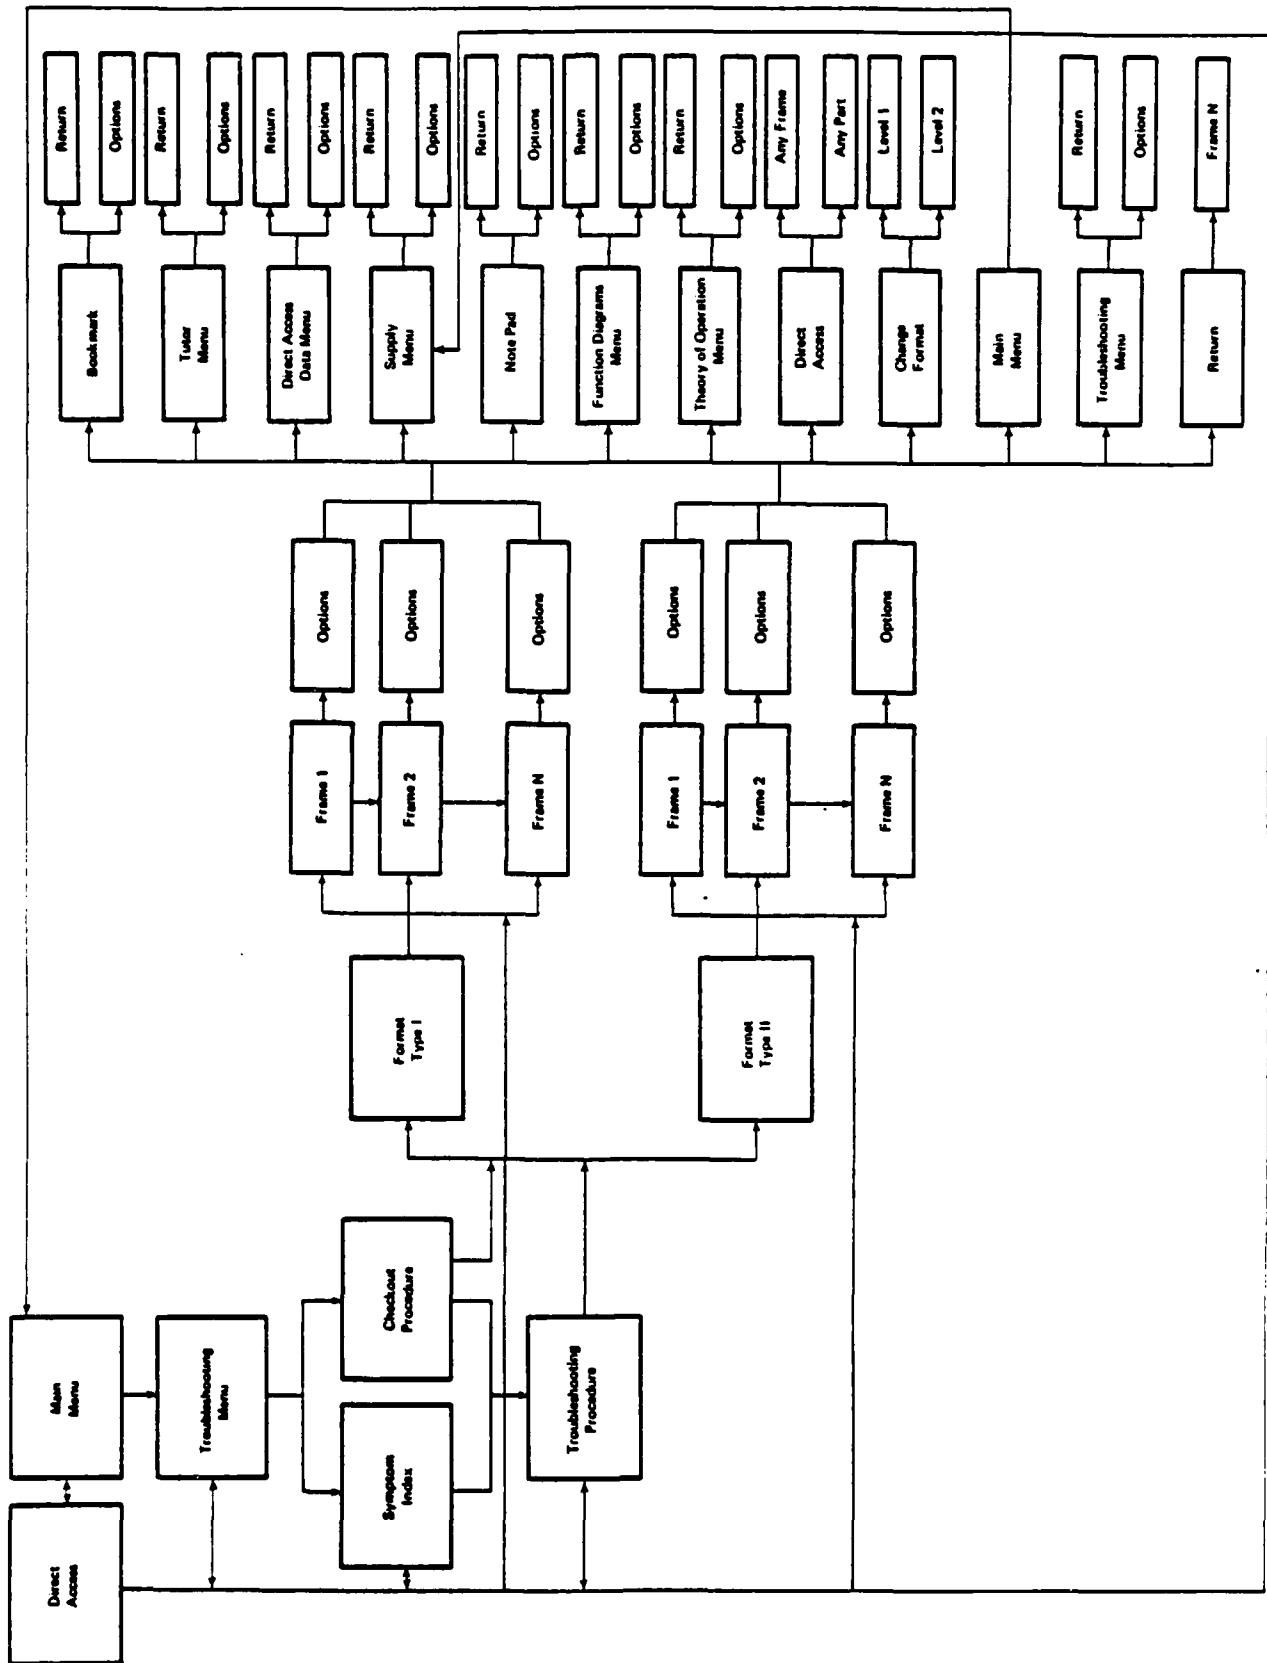 Direct
Access
Main
Menu
Troubleshooting
Menu
Symptom
Index
Checkout
Procedure
Troubleshooting
Procedure
Format
Type I
Format
Type II
Frame 1
Frame 2
Frame N
Frame 1
Frame 2
Frame N
Options
Options
Options
Options
Options
Options
Bookmark
Tutor
Menu
Direct Access
Data Menu
Supply
Menu
Note Pad
Function Diagrams
Menu
Theory of Operation
Menu
Direct
Access
Change
Format
Main
Menu
Troubleshooting
Menu
Return
Return
Options
Return
Options
Return
Options
Return
Options
Return
Options
Return
Options
Return
Options
Any Frame
Any Part
Level 1
Level 2
Return
Options
Frame N